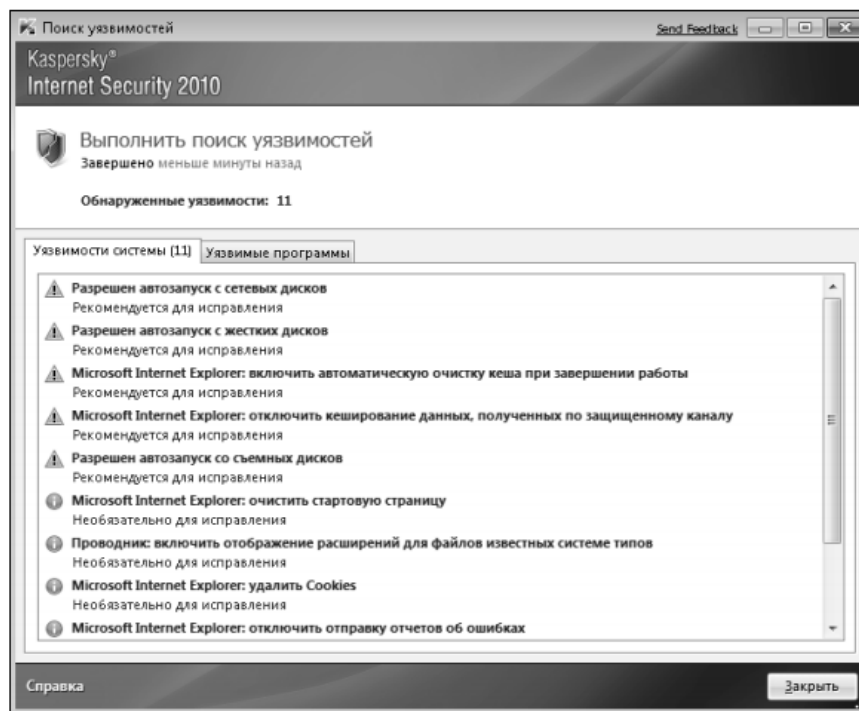 Поиск уязвимостей
Send Feedback
Kaspersky®
Internet Security 2010
Выполнить поиск уязвимостей
Завершено меньше минуты назад
Обнаруженные уязвимости: 11
Уязвимости системы (11) Уязвимые программы
Разрешен автозапуск с сетевых дисков
Рекомендуется для исправления
Разрешен автозапуск с жестких дисков
Рекомендуется для исправления
Microsoft Internet Explorer: включить автоматическую очистку кеша при завершении работы
Рекомендуется для исправления
Microsoft Internet Explorer: отключить кеширование данных, полученных по защищенному каналу
Рекомендуется для исправления
Разрешен автозапуск со съемных дисков
Рекомендуется для исправления
Microsoft Internet Explorer: очистить стартовую страницу
Необязательно для исправления
Проводник: включить отображение расширений для файлов известных системе типов
Необязательно для исправления
Microsoft Internet Explorer: удалить Cookies
Необязательно для исправления
Microsoft Internet Explorer: отключить отправку отчетов об ошибках
Справка
Закрыть